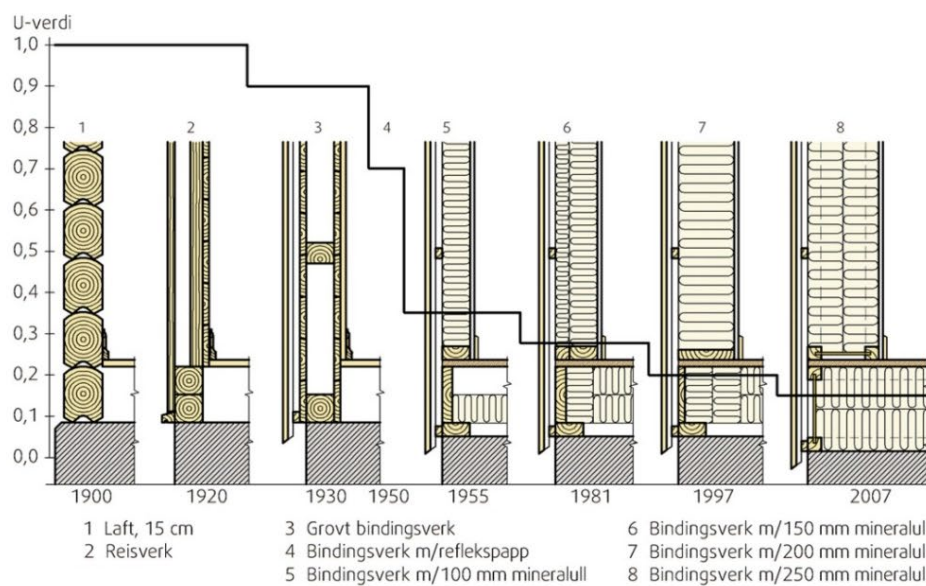 U-verdi
1,0
0,9
0,8
0,7
0,6
0,5
0,4
0,3
0,2
0,1
0,0
1 2 3 4 5 6 7 8
1900 1920 1930 1950 1955 1981 1997 2007
1 Laft, 15 cm
2 Reisverk
3 Grovt bindingsverk
4 Bindingsverk m/reflekspapp
5 Bindingsverk m/100 mm mineralull
6 Bindingsverk m/150 mm mineralul
7 Bindingsverk m/200 mm mineralul
8 Bindingsverk m/250 mm mineralul